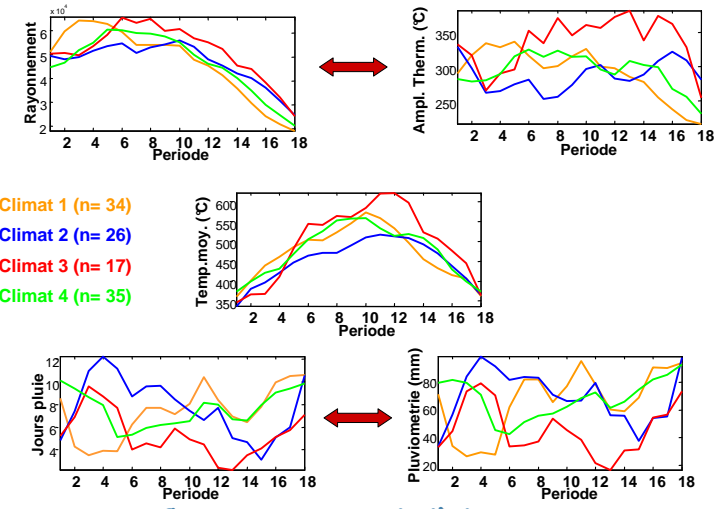 x 10⁴
Rayonnement
6
5
4
3
2
2 4 6 8 10 12 14 16 18
Periode
Ampl. Therm. (°C)
350
300
250
2 4 6 8 10 12 14 16 18
Periode
Climat 1 (n= 34)
Climat 2 (n= 26)
Climat 3 (n= 17)
Climat 4 (n= 35)
Temp.moy. (°C)
600
550
500
450
400
350
2 4 6 8 10 12 14 16 18
Periode
Jours pluie
12
10
8
6
4
2 4 6 8 10 12 14 16 18
Periode
Pluviometrie (mm)
80
60
40
20
2 4 6 8 10 12 14 16 18
Periode